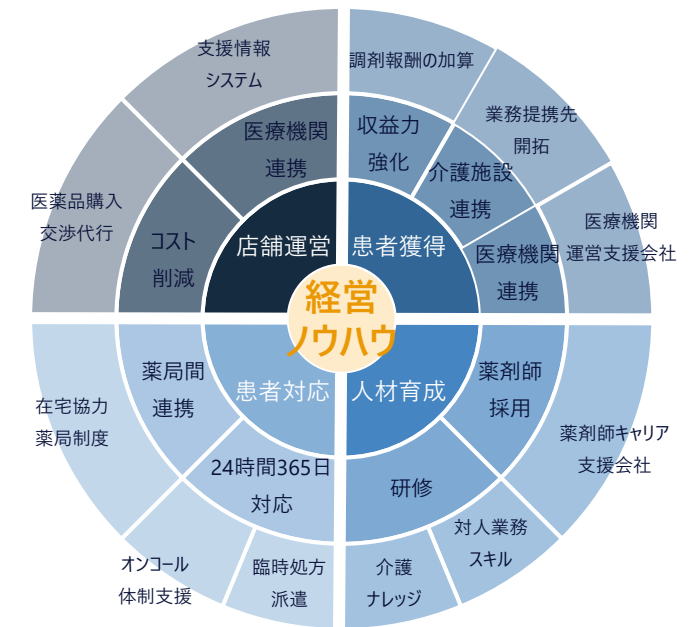 支援情報
システム
調剤報酬の加算
業務提携先
開拓
医療機関
連携
収益力
強化
介護施設
連携
医薬品購入
交渉代行
コスト
削減
店舗運営
患者獲得
医療機関
連携
医療機関
運営支援会社
経営
ノウハウ
在宅協力
薬局制度
薬局間
連携
患者対応
人材育成
薬剤師
採用
薬剤師キャリア
支援会社
24時間365日
対応
研修
オンコール
体制支援
臨時処方
派遣
介護
ナレッジ
対人業務
スキル